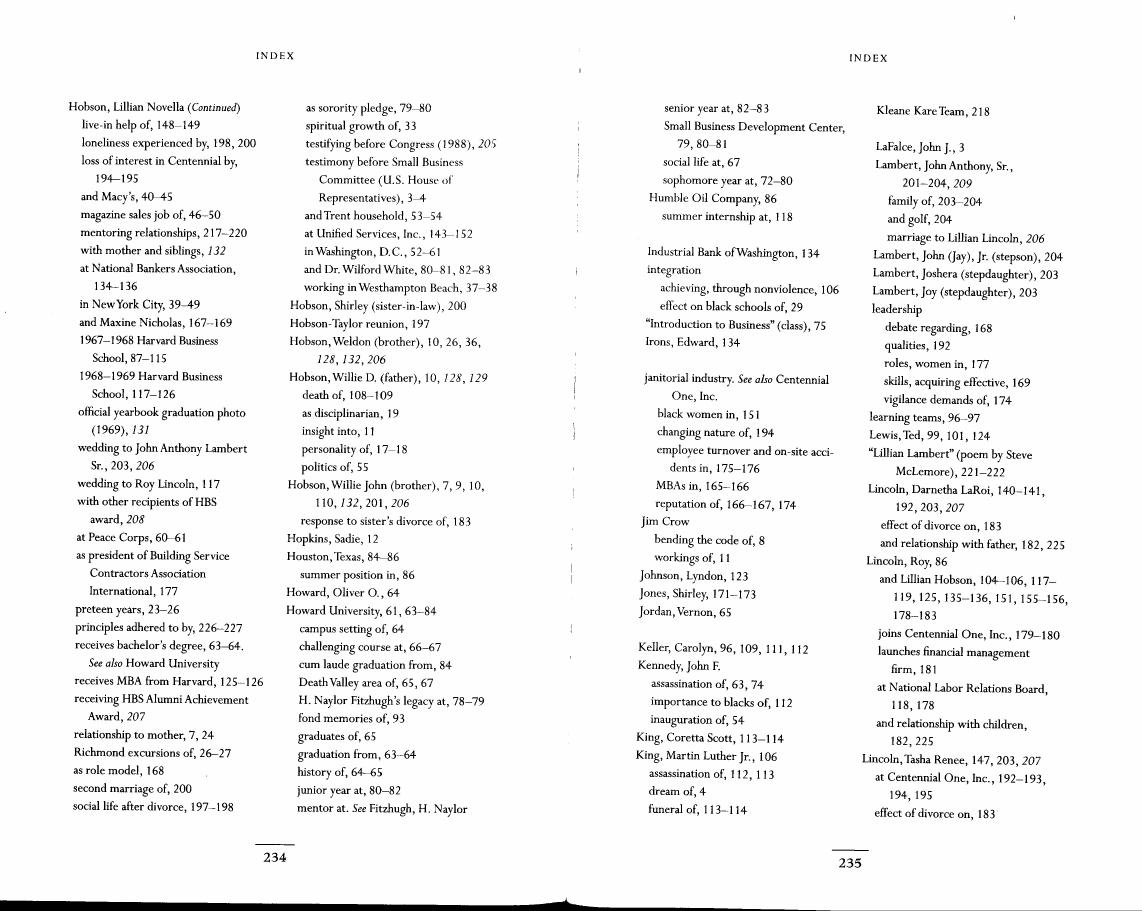 INDEX
Hobson, Lillian Novella (Continued)
live-in help of, 148–149
loneliness experienced by, 198, 200
loss of interest in Centennial by,
194–195
and Macy's, 40–45
magazine sales job of, 46–50
mentoring relationships, 217–220
with mother and siblings, 132
at National Bankers Association,
134–136
in New York City, 39–49
and Maxine Nicholas, 167–169
1967–1968 Harvard Business
School, 87–115
1968–1969 Harvard Business
School, 117–126
official yearbook graduation photo
(1969), 131
wedding to John Anthony Lambert
Sr., 203, 206
wedding to Roy Lincoln, 117
with other recipients of HBS
award, 208
at Peace Corps, 60–61
as president of Building Service
Contractors Association
International, 177
preteen years, 23–26
principles adhered to by, 226–227
receives bachelor's degree, 63–64.
See also Howard University
receives MBA from Harvard, 125–126
receiving HBS Alumni Achievement
Award, 207
relationship to mother, 7, 24
Richmond excursions of, 26–27
as role model, 168
second marriage of, 200
social life after divorce, 197–198
as sorority pledge, 79–80
spiritual growth of, 33
testifying before Congress (1988), 205
testimony before Small Business
Committee (U.S. House of
Representatives), 3–4
and Trent household, 53–54
at Unified Services, Inc., 143–152
in Washington, D.C., 52–61
and Dr. Wilford White, 80–81, 82–83
working in Westhampton Beach, 37–38
Hobson, Shirley (sister-in-law), 200
Hobson-Taylor reunion, 197
Hobson, Weldon (brother), 10, 26, 36,
128, 132, 206
Hobson, Willie D. (father), 10, 128, 129
death of, 108–109
as disciplinarian, 19
insight into, 11
personality of, 17–18
politics of, 55
Hobson, Willie John (brother), 7, 9, 10,
110, 132, 201, 206
response to sister's divorce of, 183
Hopkins, Sadie, 12
Houston, Texas, 84–86
summer position in, 86
Howard, Oliver O., 64
Howard University, 61, 63–84
campus setting of, 64
challenging course at, 66–67
cum laude graduation from, 84
Death Valley area of, 65, 67
H. Naylor Fitzhugh's legacy at, 78–79
fond memories of, 93
graduates of, 65
graduation from, 63–64
history of, 64–65
junior year at, 80–82
mentor at. See Fitzhugh, H. Naylor
234
INDEX
senior year at, 82–83
Small Business Development Center,
79, 80–81
social life at, 67
sophomore year at, 72–80
Humble Oil Company, 86
summer internship at, 118
Industrial Bank of Washington, 134
integration
achieving, through nonviolence, 106
effect on black schools of, 29
"Introduction to Business" (class), 75
Irons, Edward, 134
janitorial industry. See also Centennial
One, Inc.
black women in, 151
changing nature of, 194
employee turnover and on-site acci-
dents in, 175–176
MBAs in, 165–166
reputation of, 166–167, 174
Jim Crow
bending the code of, 8
workings of, 11
Johnson, Lyndon, 123
Jones, Shirley, 171–173
Jordan, Vernon, 65
Keller, Carolyn, 96, 109, 111, 112
Kennedy, John F.
assassination of, 63, 74
importance to blacks of, 112
inauguration of, 54
King, Coretta Scott, 113–114
King, Martin Luther Jr., 106
assassination of, 112, 113
dream of, 4
funeral of, 113–114
Kleane Kare Team, 218
LaFalce, John J., 3
Lambert, John Anthony, Sr.,
201–204, 209
family of, 203–204
and golf, 204
marriage to Lillian Lincoln, 206
Lambert, John (Jay), Jr. (stepson), 204
Lambert, Joshera (stepdaughter), 203
Lambert, Joy (stepdaughter), 203
leadership
debate regarding, 168
qualities, 192
roles, women in, 177
skills, acquiring effective, 169
vigilance demands of, 174
learning teams, 96–97
Lewis, Ted, 99, 101, 124
"Lillian Lambert" (poem by Steve
McLemore), 221–222
Lincoln, Darnetha LaRoi, 140–141,
192, 203, 207
effect of divorce on, 183
and relationship with father, 182, 225
Lincoln, Roy, 86
and Lillian Hobson, 104–106, 117–
119, 125, 135–136, 151, 155–156,
178–183
joins Centennial One, Inc., 179–180
launches financial management
firm, 181
at National Labor Relations Board,
118, 178
and relationship with children,
182, 225
Lincoln, Tasha Renee, 147, 203, 207
at Centennial One, Inc., 192–193,
194, 195
effect of divorce on, 183
235